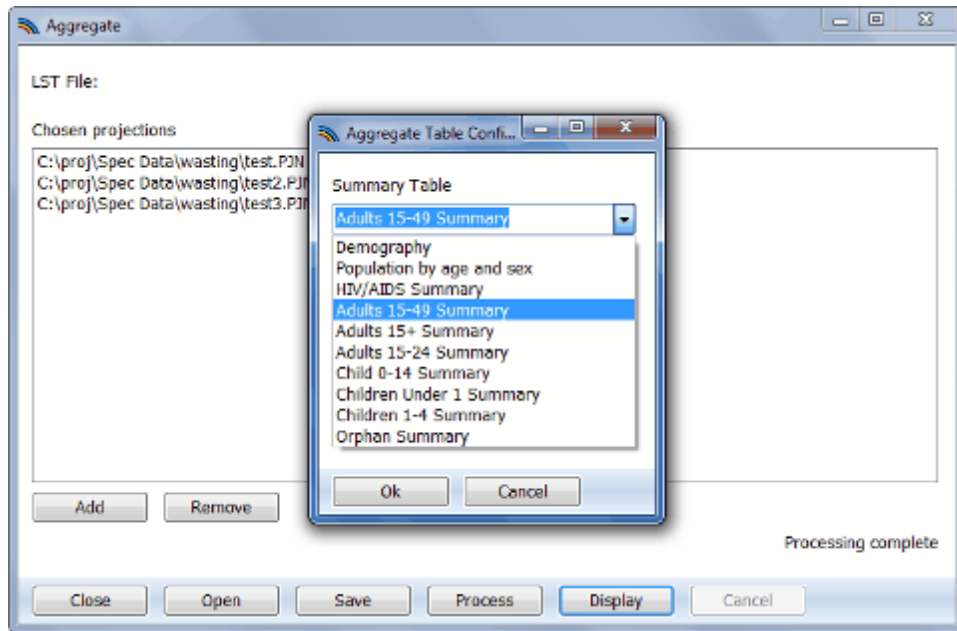 Aggregate
LST File:
Chosen projections
C:\proj\Spec Data\wasting\test.PJN
C:\proj\Spec Data\wasting\test2.PJN
C:\proj\Spec Data\wasting\test3.PJN
Aggregate Table Confi...
Summary Table
Adults 15-49 Summary
Demography
Population by age and sex
HIV/AIDS Summary
Adults 15-49 Summary
Adults 15+ Summary
Adults 15-24 Summary
Child 0-14 Summary
Children Under 1 Summary
Children 1-4 Summary
Orphan Summary
Ok Cancel
Add Remove
Processing complete
Close Open Save Process Display Cancel